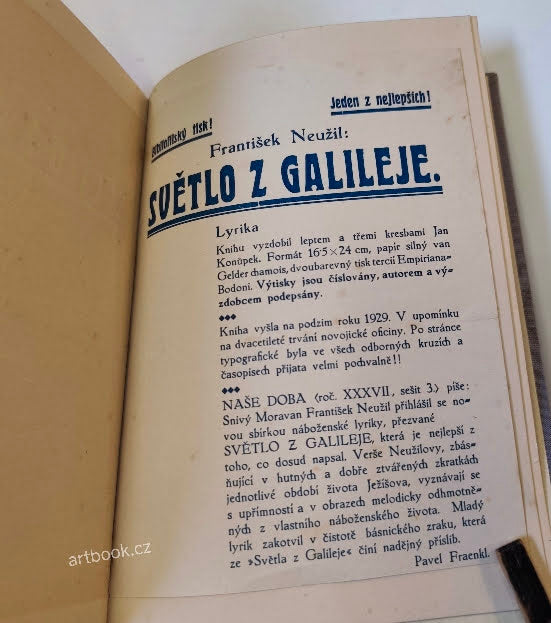 Bibliofilský tisk!
Jeden z nejlepších!
František Neužil:
SVĚTLO Z GALILEJE.
Lyrika
Knihu vyzdobil leptem a třemi kresbami Jan
Konůpek. Formát 16·5 × 24 cm, papír silný van
Gelder chamois, dvoubarevný tisk tercií Empiriana-
Bodoni. Výtisky jsou číslovány, autorem a vý-
zdobcem podepsány.
Kniha vyšla na podzim roku 1929. V upomínku
na dvacetileté trvání novojické oficiny. Po stránce
typografické byla ve všech odborných kruzích a
časopisech přijata velmi pochvalně!!
NAŠE DOBA (roč. XXXVII, sešit 3.) píše:
Snivý Moravan František Neužil přihlásil se no-
vou sbírkou náboženské lyriky, přezvané
SVĚTLO Z GALILEJE, která je nejlepší z
toho, co dosud napsal. Verše Neužilovy, zbás-
ňující v hutných a dobře ztvářených zkratkách
jednotlivé období života Ježíšova, vyznávají se
s upřímností a v obrazech melodicky odhmotně-
ných z vlastního náboženského života. Mladý
lyrik zakotvil v čistotě básnického zraku, která
ze »Světla z Galileje« činí nadějný příslib.
Pavel Fraenkl.
artbook.cz